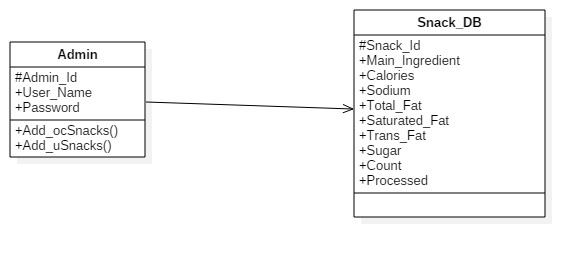 Admin
#Admin_Id
+User_Name
+Password
+Add_ocSnacks()
+Add_uSnacks()
Snack_DB
#Snack_Id
+Main_Ingredient
+Calories
+Sodium
+Total_Fat
+Saturated_Fat
+Trans_Fat
+Sugar
+Count
+Processed